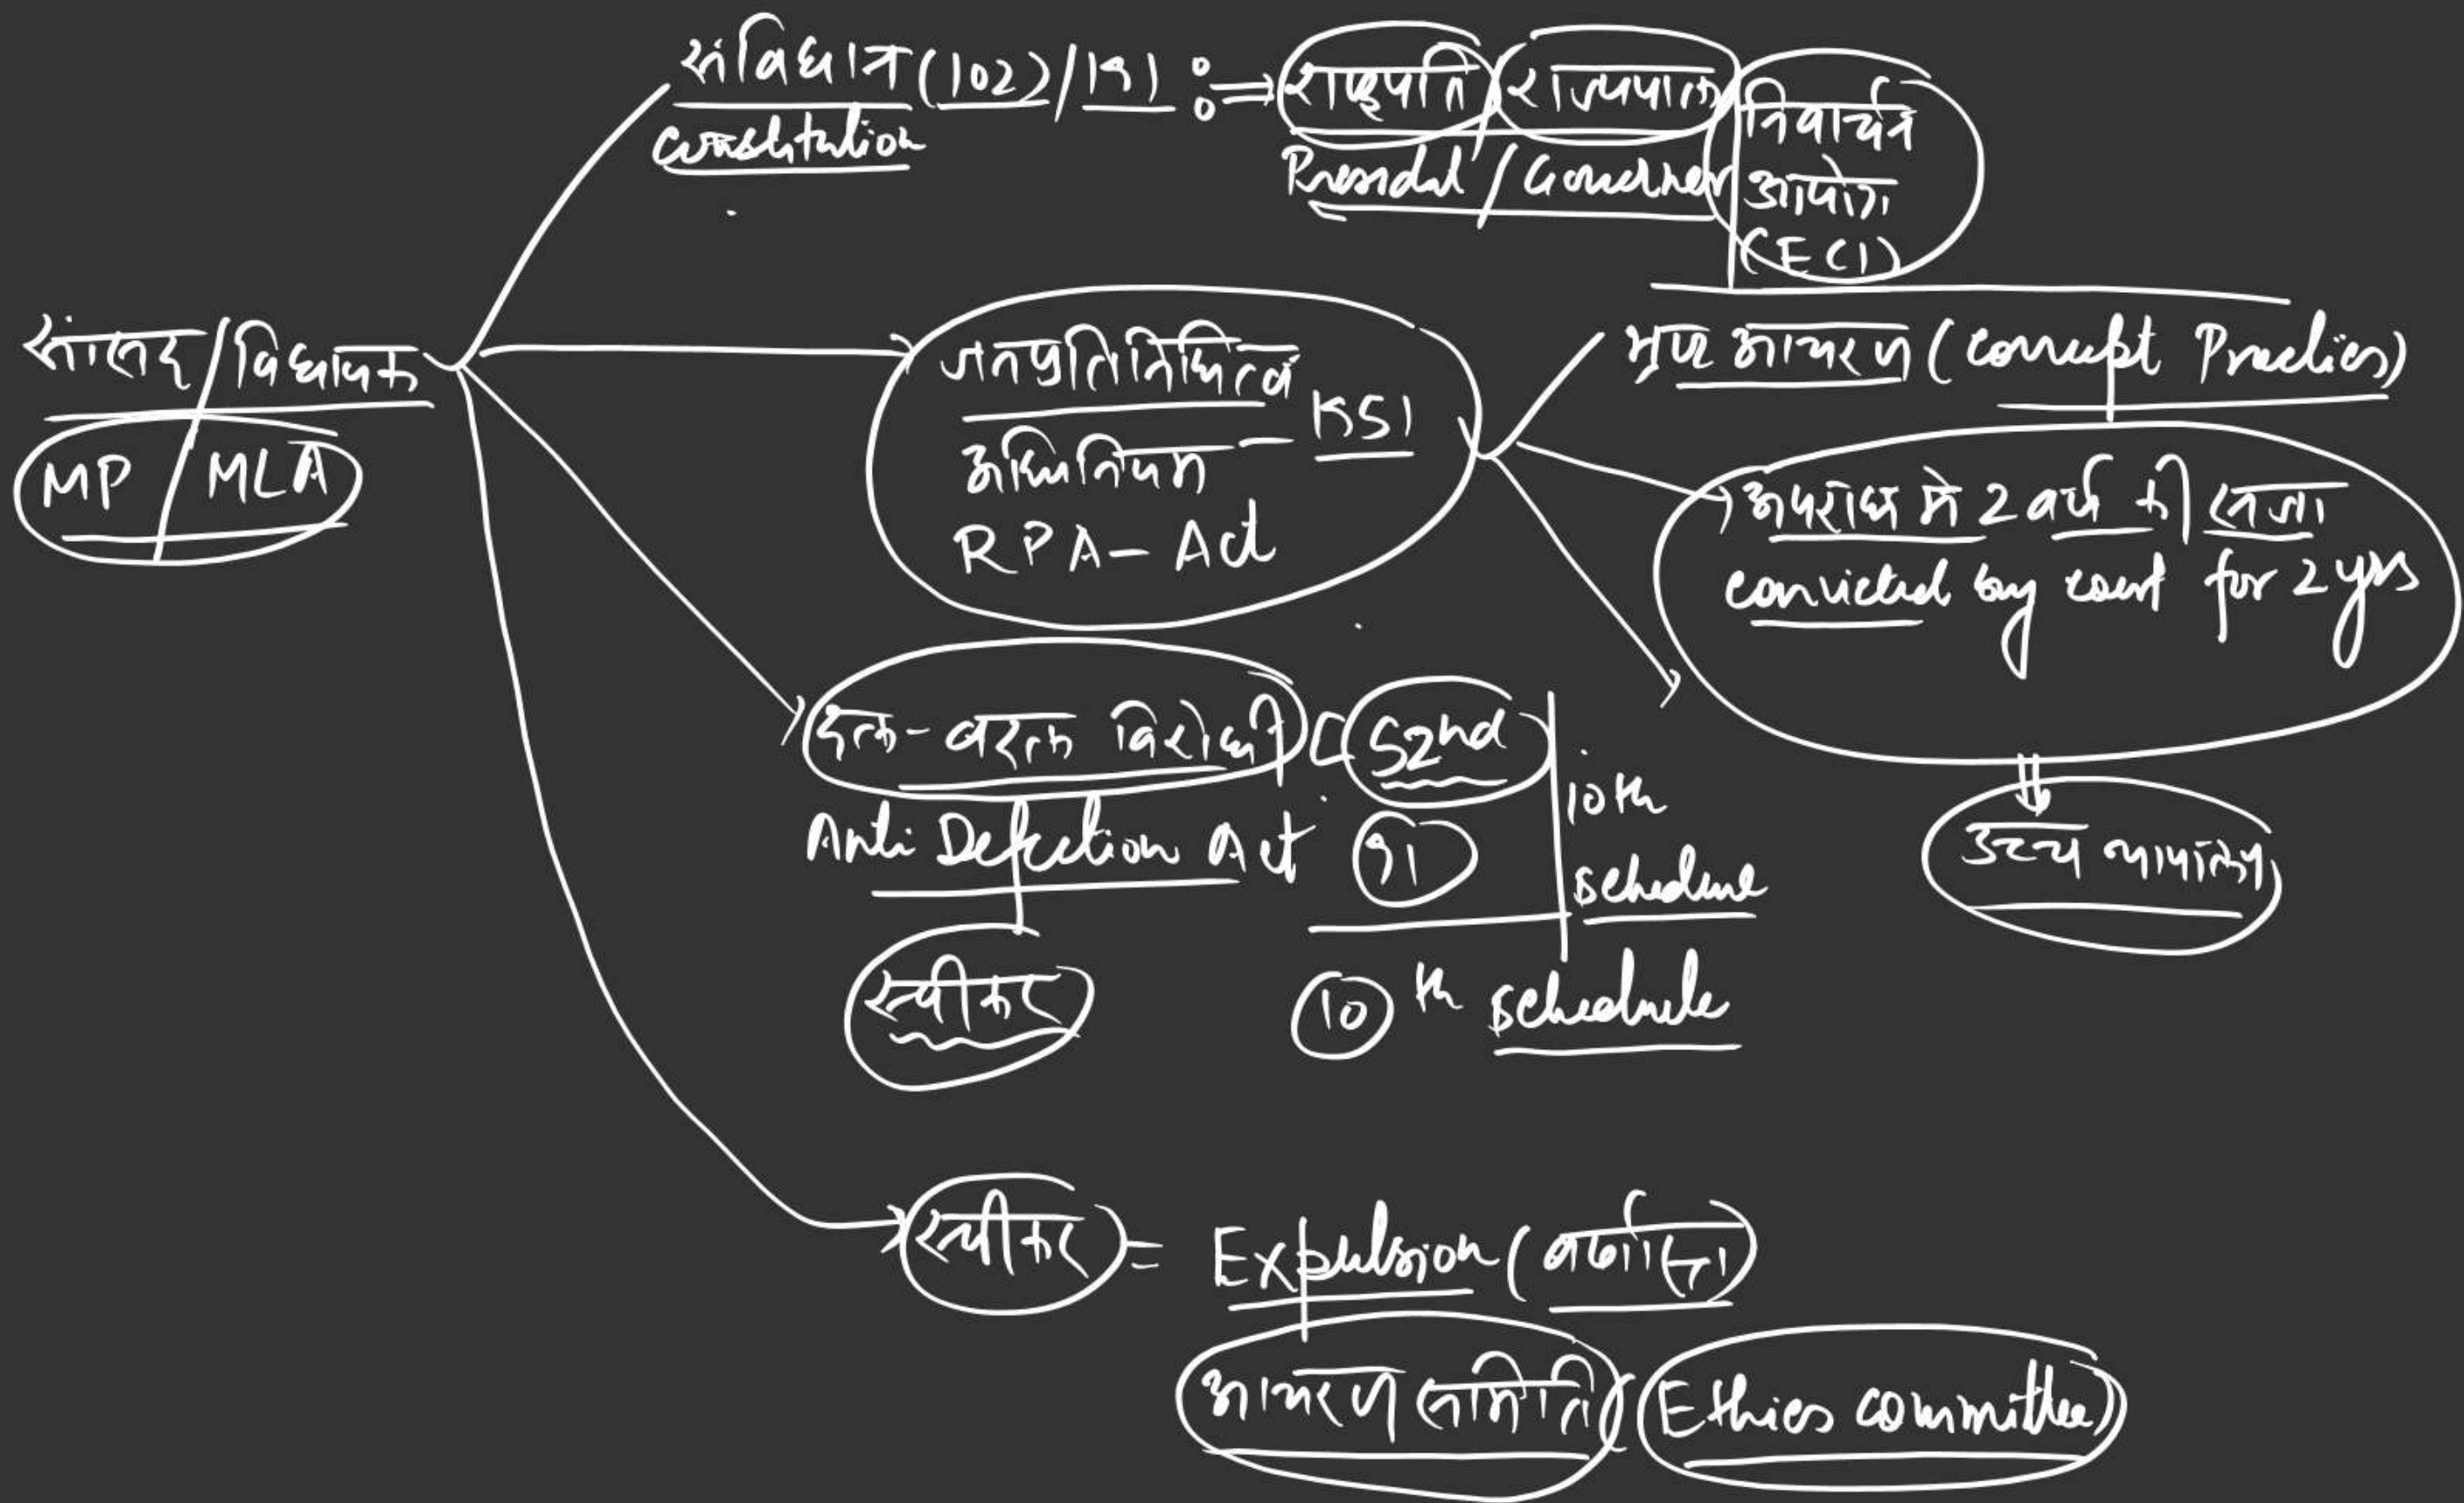 संविधान (102)/191 :⇒ राष्ट्रपति / राज्यपाल
constitution
President / Governer
निर्वाचन
आयोग
(ECI)
सांसद / विधायक
MP / MLA
जनप्रतिनिधित्व
अधिनियम - 1951
RPA - Act
भ्रष्ट आचरण (corrupt Practices)
अपराध मे 2 वर्ष की सजा
convicted by court for 2 yrs
उच्च न्यायालय
दल-बदल विरोधी (52nd
Anti Defection Act 91
10th
schedule
स्पीकर
10th schedule
स्पीकर = Expulsion (बर्खास्त)
आचरण समिति (Ethics committee)